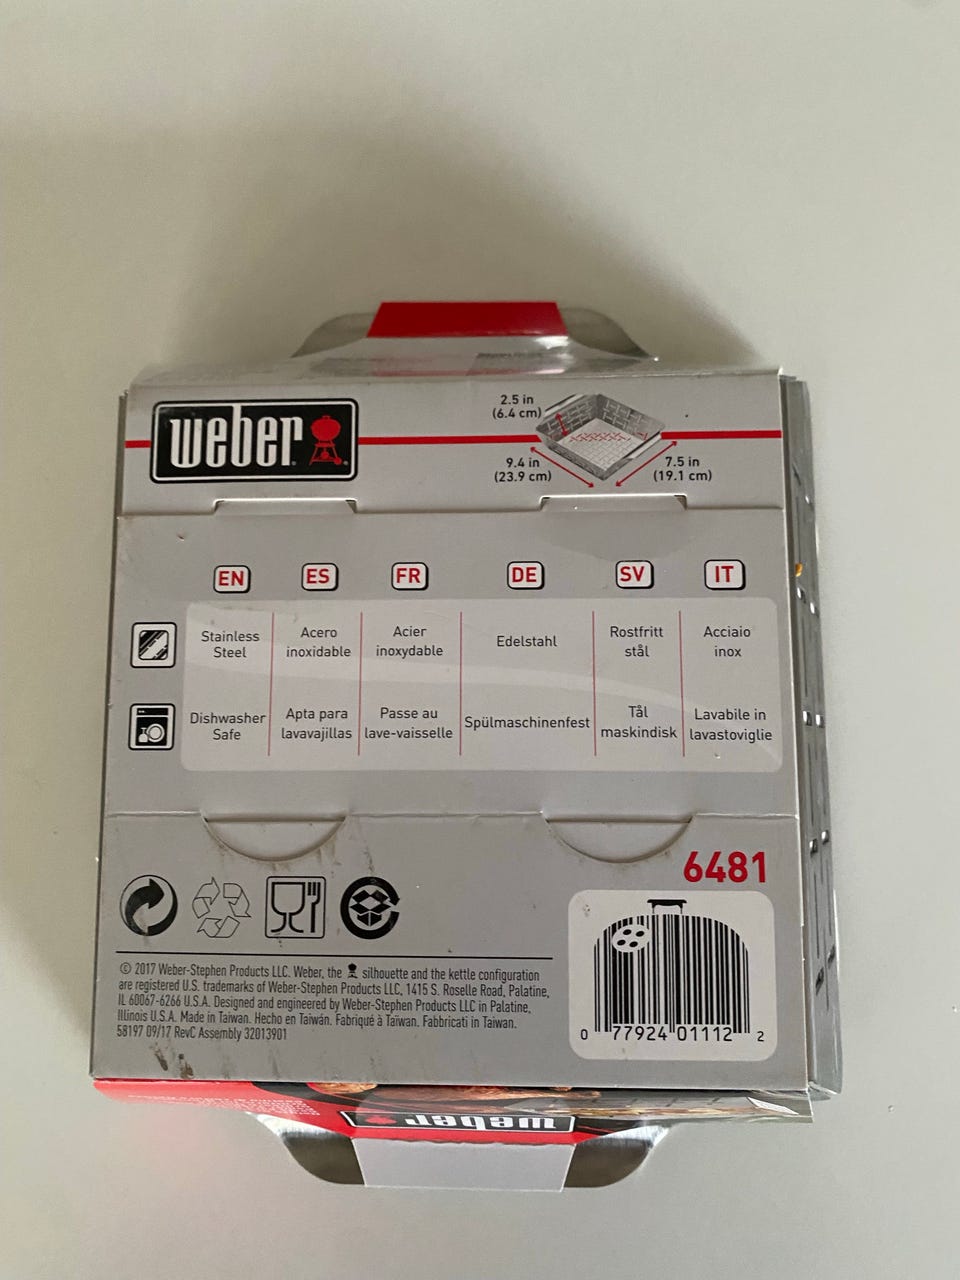 weber
2.5 in
(6.4 cm)
9.4 in
(23.9 cm)
7.5 in
(19.1 cm)
EN ES FR DE SV IT
Stainless
Steel
Acero
inoxidable
Acier
inoxydable
Edelstahl
Rostfritt
stål
Acciaio
inox
Dishwasher
Safe
Apta para
lavavajillas
Passe au
lave-vaisselle
Spülmaschinenfest
Tål
maskindisk
Lavabile in
lavastoviglie
6481
© 2017 Weber-Stephen Products LLC. Weber, the silhouette and the kettle configuration
are registered U.S. trademarks of Weber-Stephen Products LLC, 1415 S. Roselle Road, Palatine,
IL 60067-6266 U.S.A. Designed and engineered by Weber-Stephen Products LLC in Palatine,
Illinois U.S.A. Made in Taiwan. Hecho en Taiwán. Fabriqué à Taïwan. Fabbricati in Taiwan.
58197 09/17 RevC Assembly 32013901
0 77924 01112 2
weber